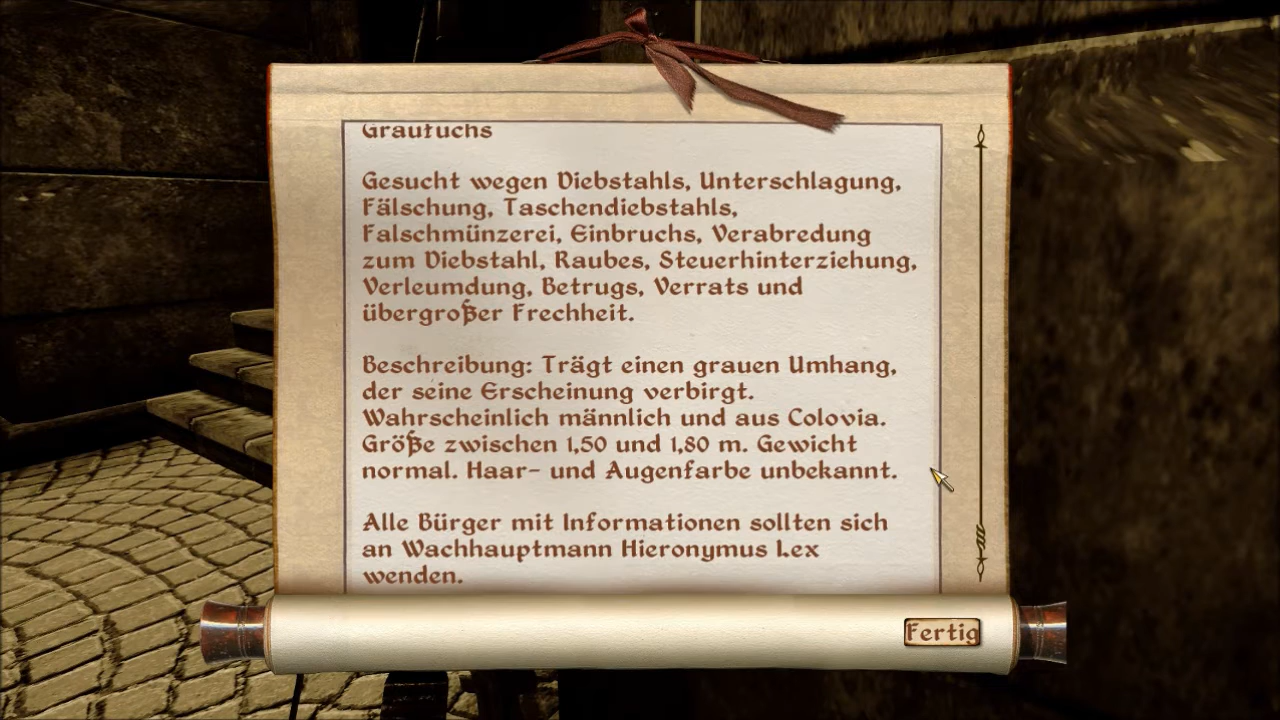 Graufuchs
Gesucht wegen Diebstahls, Unterschlagung,
Fälschung, Taschendiebstahls,
Falschmünzerei, Einbruchs, Verabredung
zum Diebstahl, Raubes, Steuerhinterziehung,
Verleumdung, Betrugs, Verrats und
übergroßer Frechheit.
Beschreibung: Trägt einen grauen Umhang,
der seine Erscheinung verbirgt.
Wahrscheinlich männlich und aus Colovia.
Größe zwischen 1,50 und 1,80 m. Gewicht
normal. Haar- und Augenfarbe unbekannt.
Alle Bürger mit Informationen sollten sich
an Wachhauptmann Hieronymus Lex
wenden.
Fertig